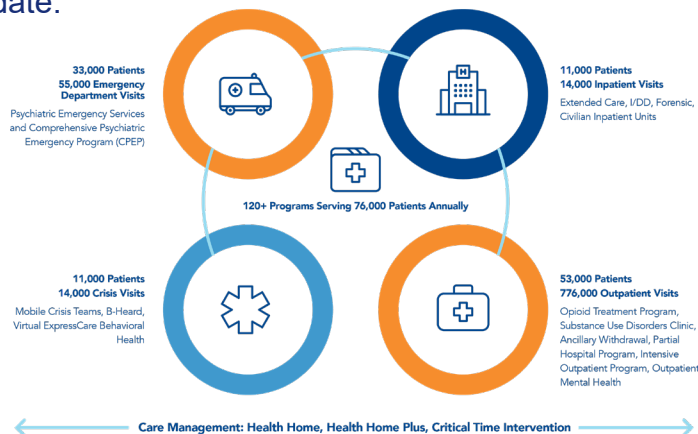 date.
33,000 Patients
55,000 Emergency
Department Visits
Psychiatric Emergency Services
and Comprehensive Psychiatric
Emergency Program (CPEP)
H
11,000 Patients
14,000 Inpatient Visits
Extended Care, I/DD, Forensic,
Civilian Inpatient Units
120+ Programs Serving 76,000 Patients Annually
11,000 Patients
14,000 Crisis Visits
Mobile Crisis Teams, B-Heard,
Virtual ExpressCare Behavioral
Health
53,000 Patients
776,000 Outpatient Visits
Opioid Treatment Program,
Substance Use Disorders Clinic,
Ancillary Withdrawal, Partial
Hospital Program, Intensive
Outpatient Program, Outpatient
Mental Health
Care Management: Health Home, Health Home Plus, Critical Time Intervention